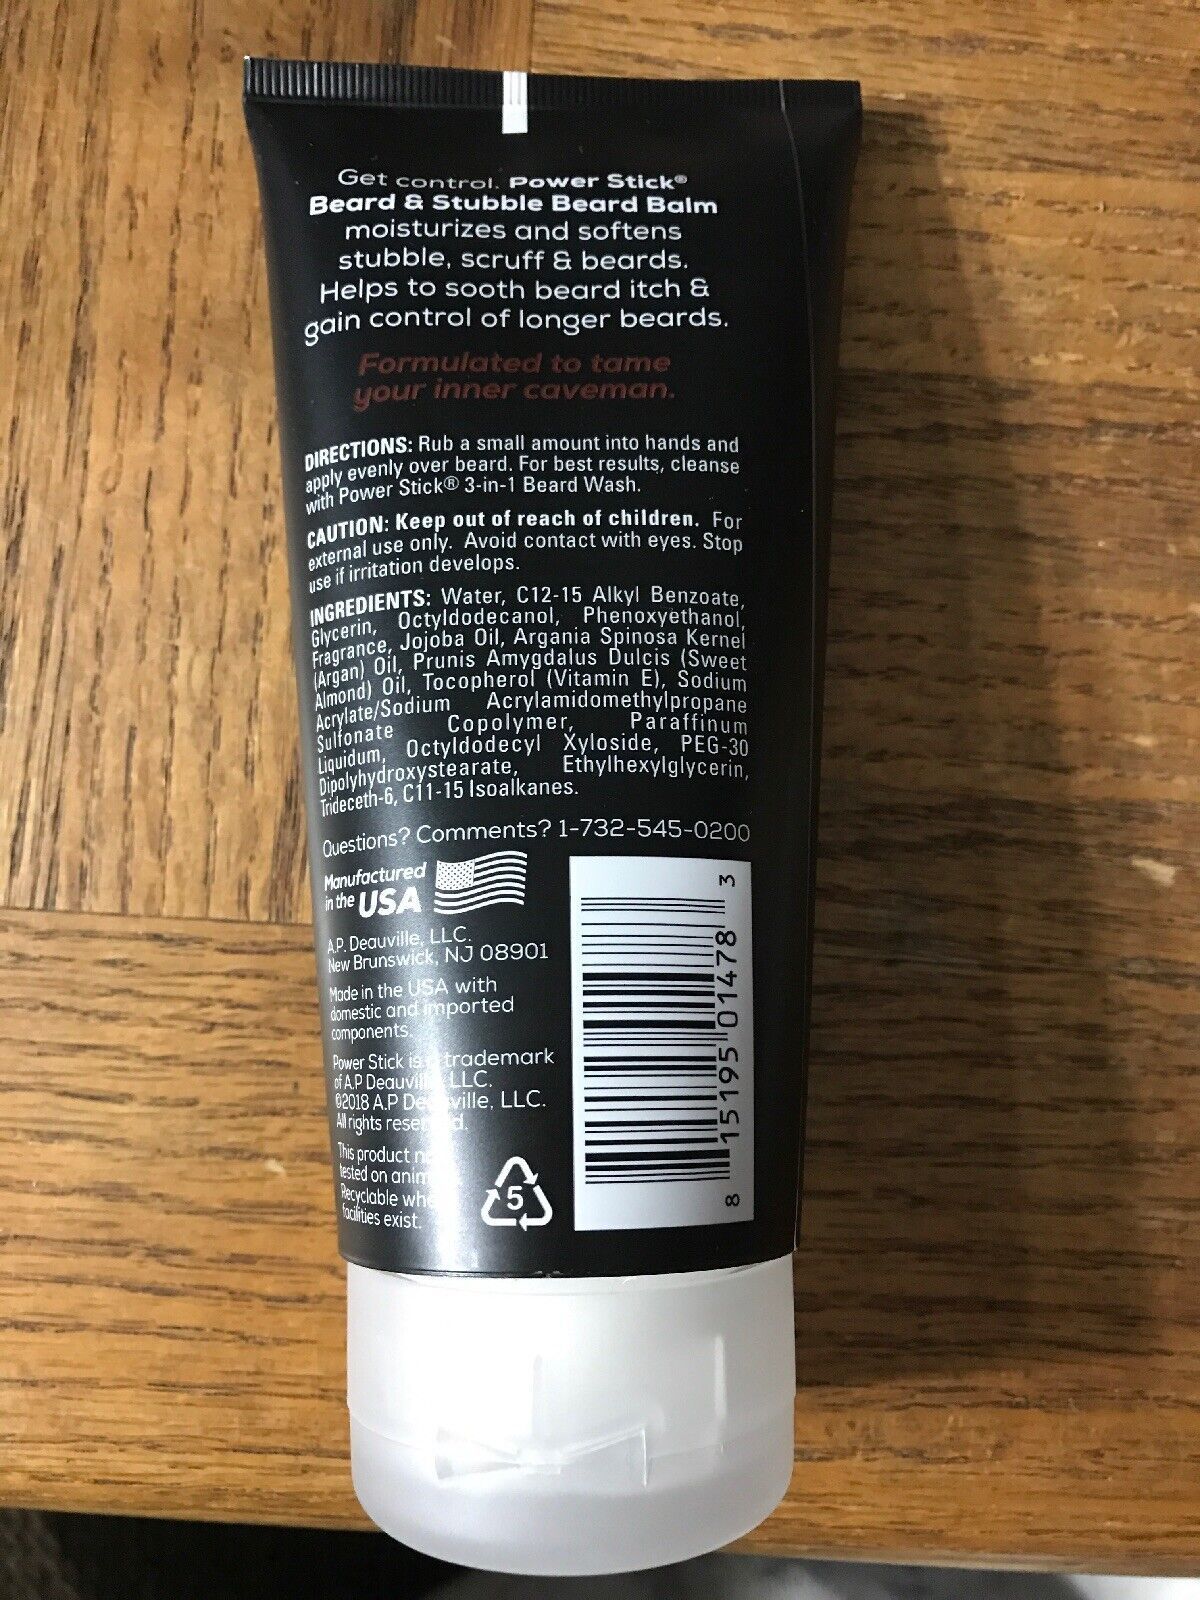 Get control. Power Stick®
Beard & Stubble Beard Balm
moisturizes and softens
stubble, scruff & beards.
Helps to sooth beard itch &
gain control of longer beards.
Formulated to tame
your inner caveman.
DIRECTIONS: Rub a small amount into hands and
apply evenly over beard. For best results, cleanse
with Power Stick® 3-in-1 Beard Wash.
CAUTION: Keep out of reach of children. For
external use only. Avoid contact with eyes. Stop
use if irritation develops.
INGREDIENTS: Water, C12-15 Alkyl Benzoate,
Glycerin, Octyldodecanol, Phenoxyethanol,
Fragrance, Jojoba Oil, Argania Spinosa Kernel
(Argan) Oil, Prunis Amygdalus Dulcis (Sweet
Almond) Oil, Tocopherol (Vitamin E), Sodium
Acrylate/Sodium Acrylamidomethylpropane
Sulfonate Copolymer, Paraffinum
Liquidum, Octyldodecyl Xyloside, PEG-30
Dipolyhydroxystearate, Ethylhexylglycerin,
Trideceth-6, C11-15 Isoalkanes.
Questions? Comments? 1-732-545-0200
Manufactured
in the USA
A.P. Deauville, LLC.
New Brunswick, NJ 08901
Made in the USA with
domestic and imported
components.
Power Stick is trademark
of A.P Deauville, LLC.
©2018 A.P Deauville, LLC.
All rights reserved.
This product
tested on
Recyclable
facilities exist.
5
8 15195 01478 3